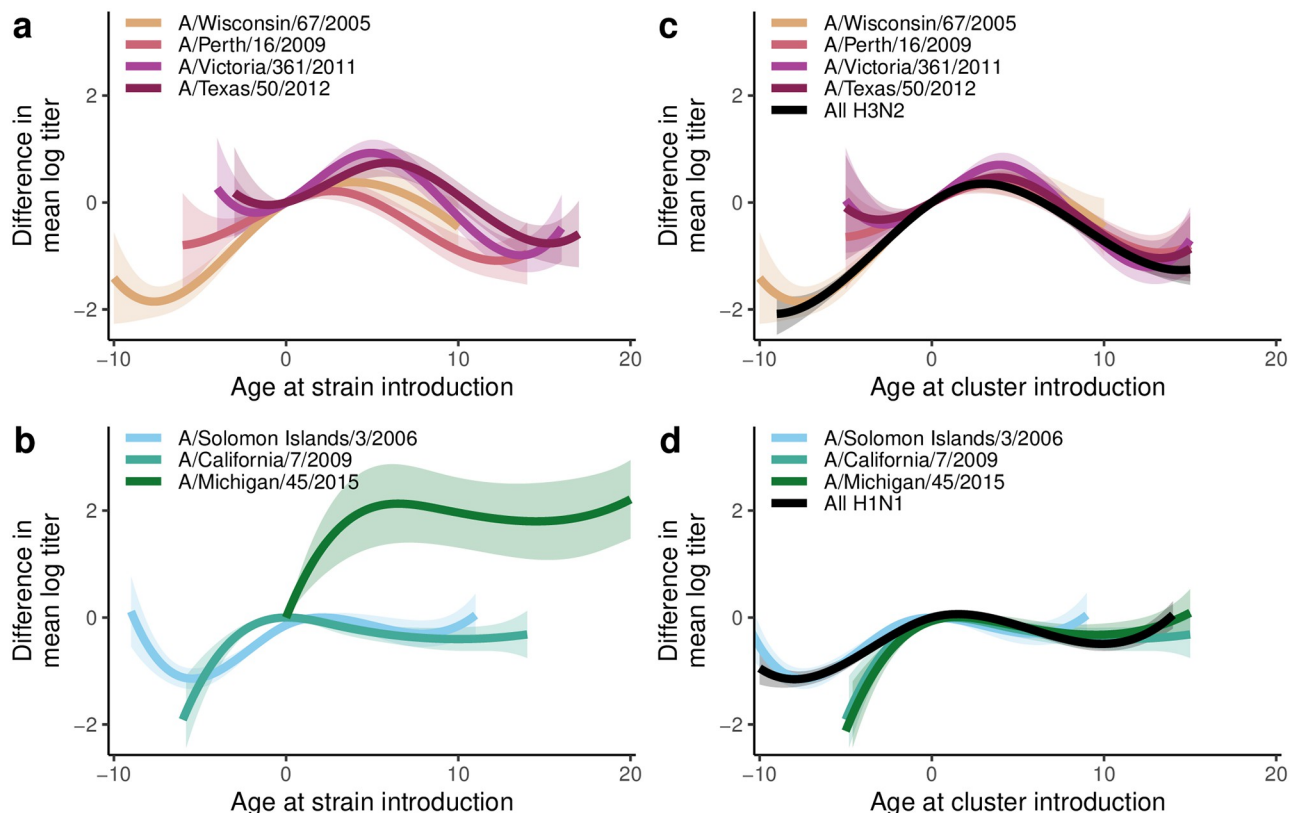 a
A/Wisconsin/67/2005
A/Perth/16/2009
A/Victoria/361/2011
A/Texas/50/2012
Difference in
mean log titer
2
0
−2
−10
0
10
20
Age at strain introduction
c
A/Wisconsin/67/2005
A/Perth/16/2009
A/Victoria/361/2011
A/Texas/50/2012
All H3N2
Difference in
mean log titer
2
0
−2
−10
0
10
20
Age at cluster introduction
b
A/Solomon Islands/3/2006
A/California/7/2009
A/Michigan/45/2015
Difference in
mean log titer
2
0
−2
−10
0
10
20
Age at strain introduction
d
A/Solomon Islands/3/2006
A/California/7/2009
A/Michigan/45/2015
All H1N1
Difference in
mean log titer
2
0
−2
−10
0
10
20
Age at cluster introduction